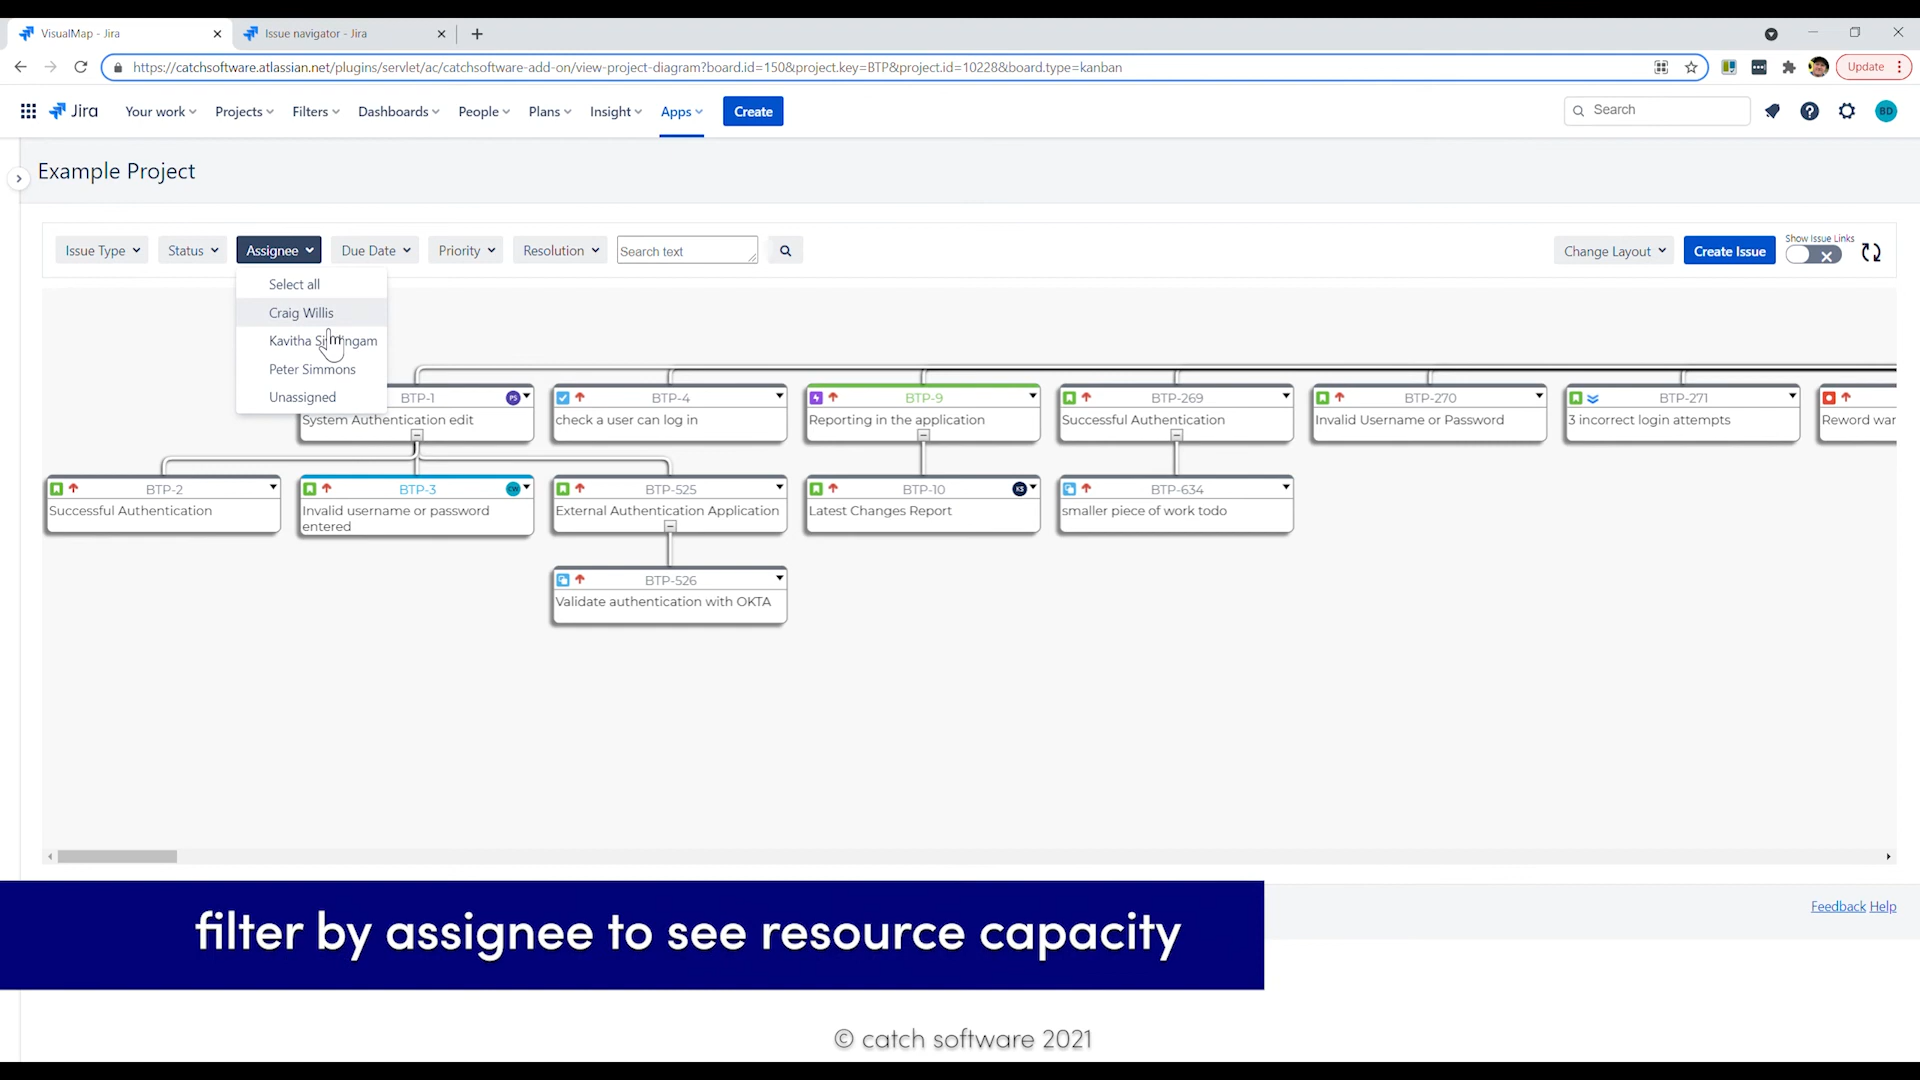 VisualMap - Jira
Issue navigator - Jira
https://catchsoftware.atlassian.net/plugins/servlet/ac/catchsoftware-add-on/view-project-diagram?board.id=150&project.key=BTP&project.id=10228&board.type=kanban
Update
Jira
Your work
Projects
Filters
Dashboards
People
Plans
Insight
Apps
Create
Search
BD
Example Project
Issue Type
Status
Assignee
Due Date
Priority
Resolution
Search text
Change Layout
Create Issue
Show Issue Links
Select all
Craig Willis
Kavitha
Peter Simmons
Unassigned
BTP-1
PS
System Authentication edit
BTP-4
check a user can log in
BTP-9
Reporting in the application
BTP-269
Successful Authentication
BTP-270
Invalid Username or Password
BTP-271
3 incorrect login attempts
Reword war
BTP-2
Successful Authentication
BTP-3
CW
Invalid username or password
entered
BTP-525
External Authentication Application
BTP-10
KS
Latest Changes Report
BTP-634
smaller piece of work todo
BTP-526
Validate authentication with OKTA
filter by assignee to see resource capacity
Feedback Help
© catch software 2021